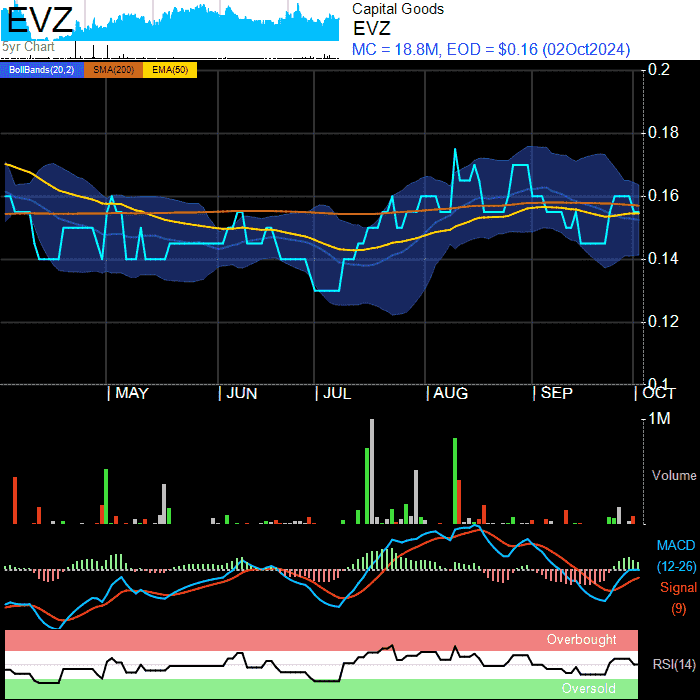 EVZ
5yr Chart
Capital Goods
EVZ
MC = 18.8M, EOD = $0.16 (02Oct2024)
BollBands(20,2) SMA(200) EMA(50)
0.2
0.18
0.16
0.14
0.12
0.1
MAY JUN JUL AUG SEP OCT
1M
Volume
MACD
(12-26)
Signal
(9)
Overbought
RSI(14)
Oversold